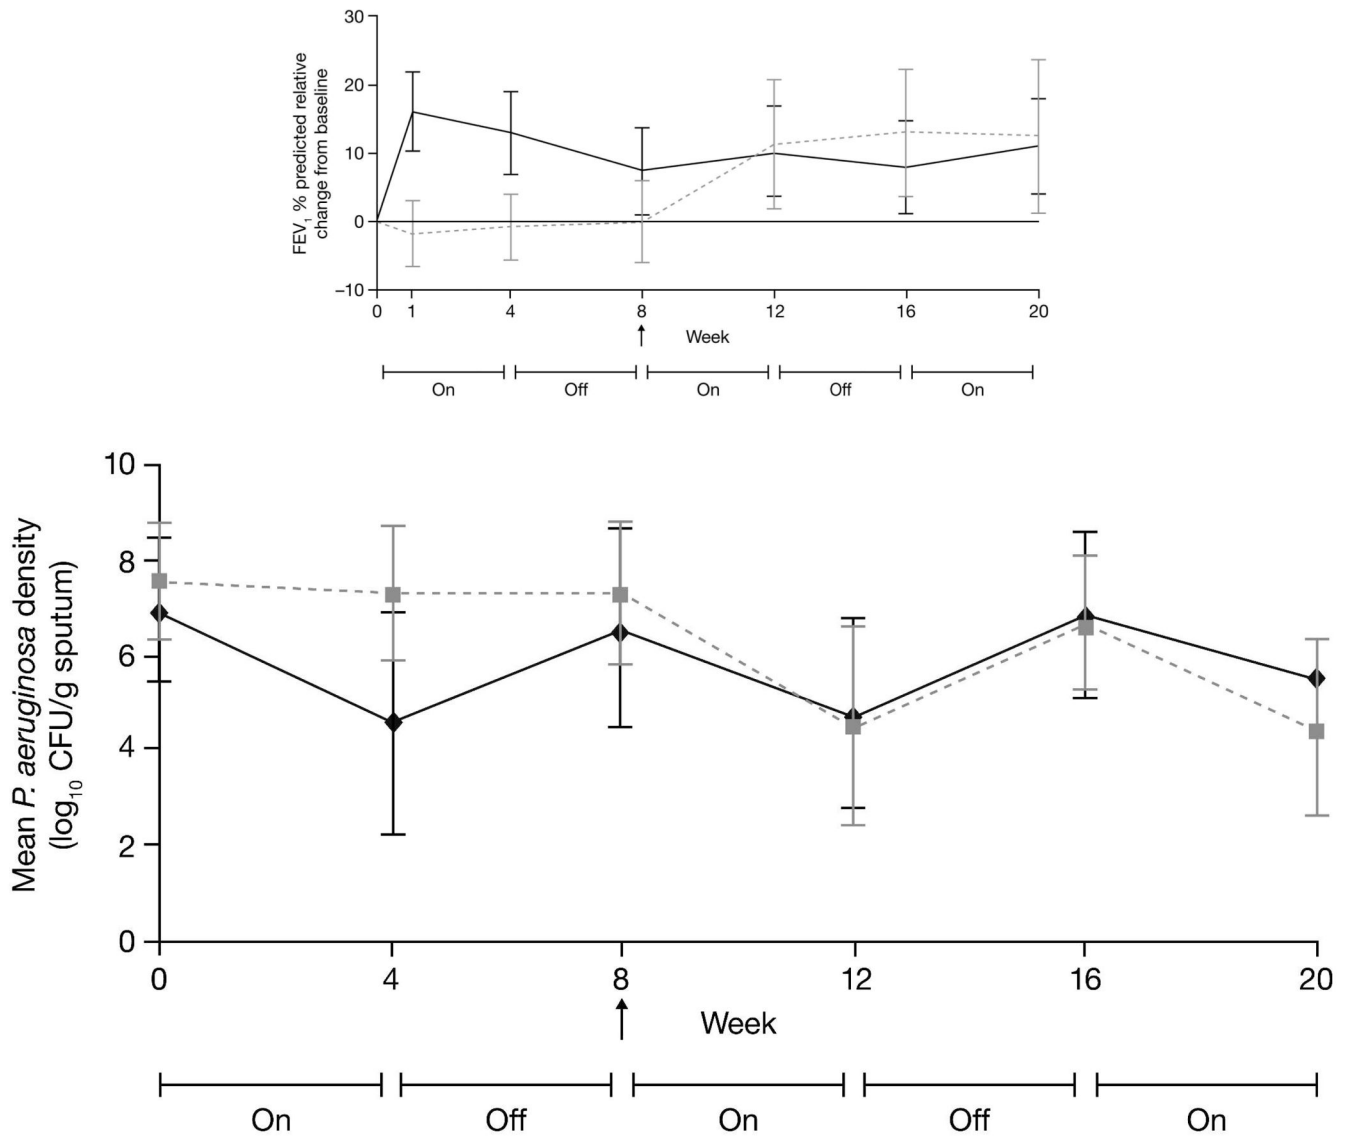 FEV1 % predicted relative
change from baseline
30
20
10
0
−10
0 1 4 8 12 16 20
Week
On Off On Off On
Mean P. aeruginosa density
(log10 CFU/g sputum)
10
8
6
4
2
0
0 4 8 12 16 20
Week
On Off On Off On